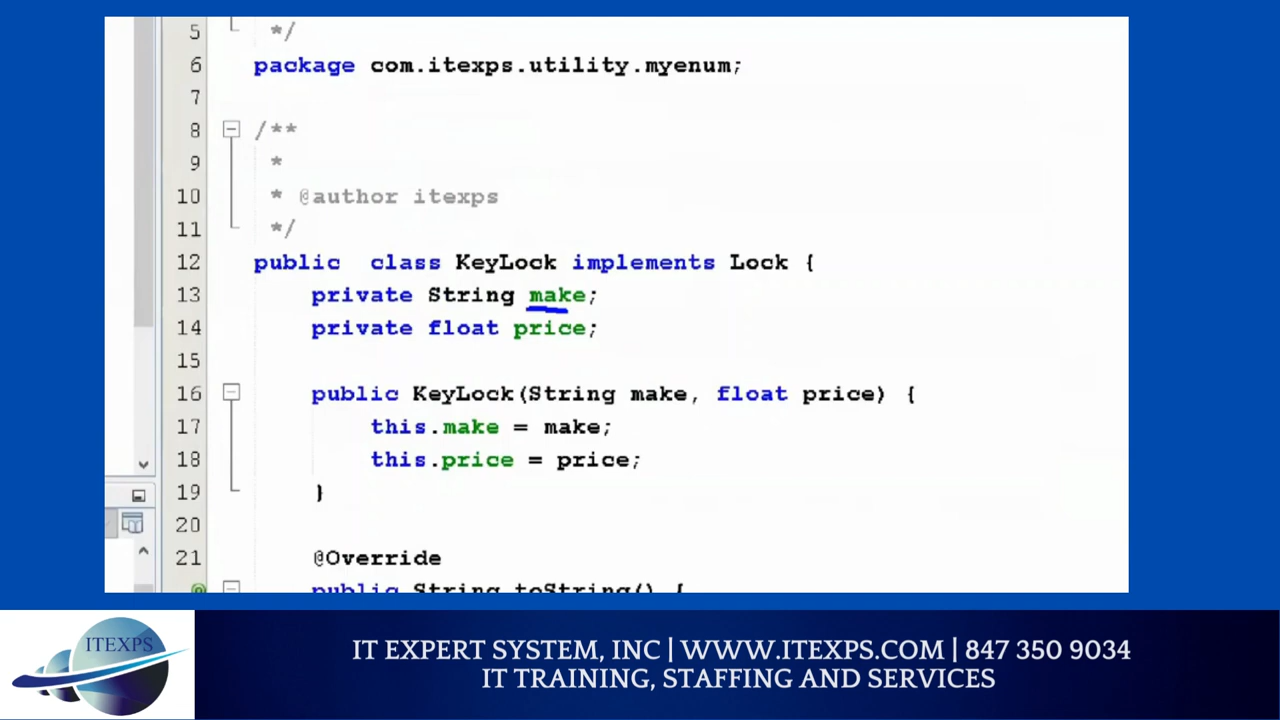 5 */
6 package com.itexps.utility.myenum;
7
8 /**
9 *
10 * @author itexps
11 */
12 public  class KeyLock implements Lock {
13 private String make;
14 private float price;
15
16 public KeyLock(String make, float price) {
17 this.make = make;
18 this.price = price;
19 }
20
21 @Override
public String toString() {
ITEXPS
IT EXPERT SYSTEM, INC | WWW.ITEXPS.COM | 847 350 9034
IT TRAINING, STAFFING AND SERVICES